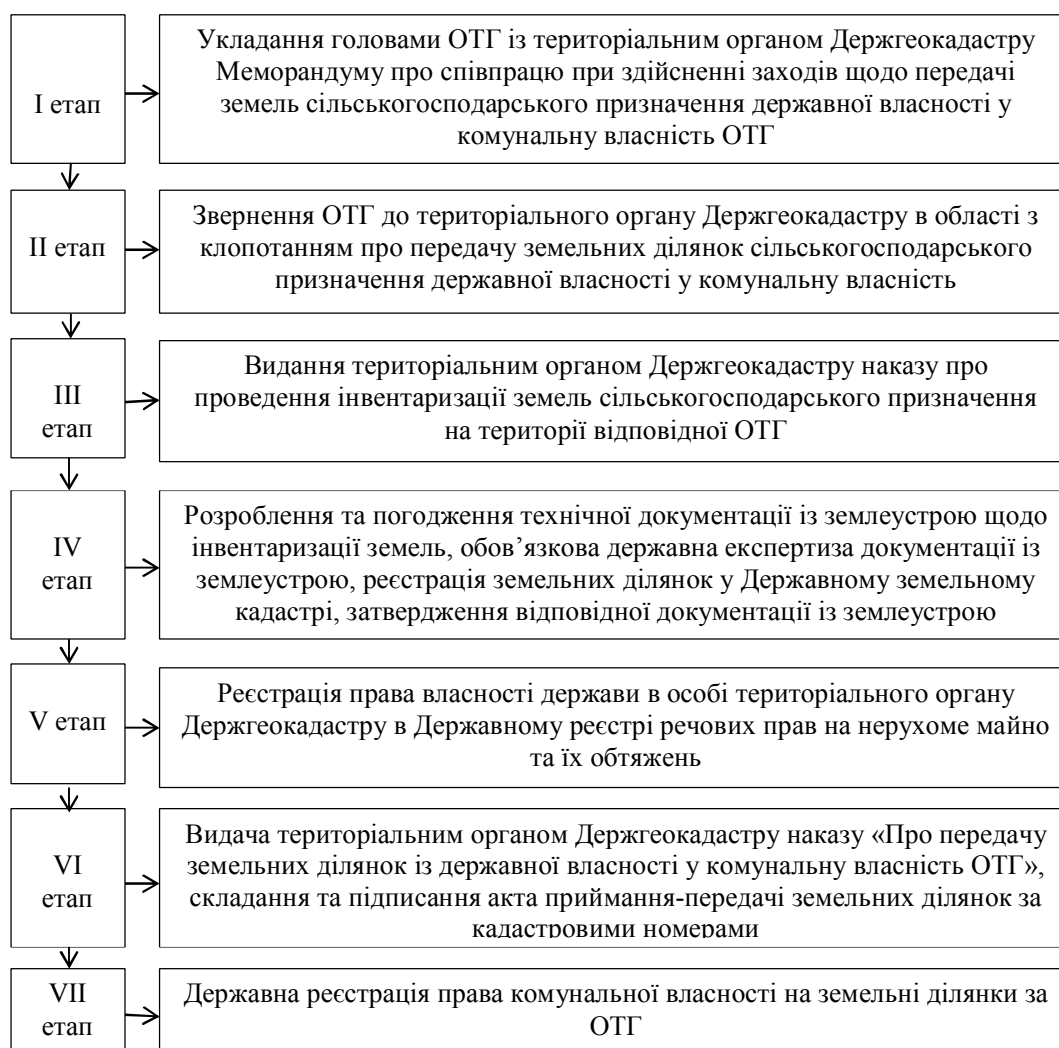 І етап
Укладання головами ОТГ із територіальним органом Держгеокадастру
Меморандуму про співпрацю при здійсненні заходів щодо передачі
земель сільськогосподарського призначення державної власності у
комунальну власність ОТГ
ІІ етап
Звернення ОТГ до територіального органу Держгеокадастру в області з
клопотанням про передачу земельних ділянок сільськогосподарського
призначення державної власності у комунальну власність
ІІІ
етап
Видання територіальним органом Держгеокадастру наказу про
проведення інвентаризації земель сільськогосподарського призначення
на території відповідної ОТГ
IV
етап
Розроблення та погодження технічної документації із землеустрою щодо
інвентаризації земель, обов’язкова державна експертиза документації із
землеустрою, реєстрація земельних ділянок у Державному земельному
кадастрі, затвердження відповідної документації із землеустрою
V етап
Реєстрація права власності держави в особі територіального органу
Держгеокадастру в Державному реєстрі речових прав на нерухоме майно
та їх обтяжень
VI
етап
Видача територіальним органом Держгеокадастру наказу «Про передачу
земельних ділянок із державної власності у комунальну власність ОТГ»,
складання та підписання акта приймання-передачі земельних ділянок за
кадастровими номерами
VII
етап
Державна реєстрація права комунальної власності на земельні ділянки за
ОТГ